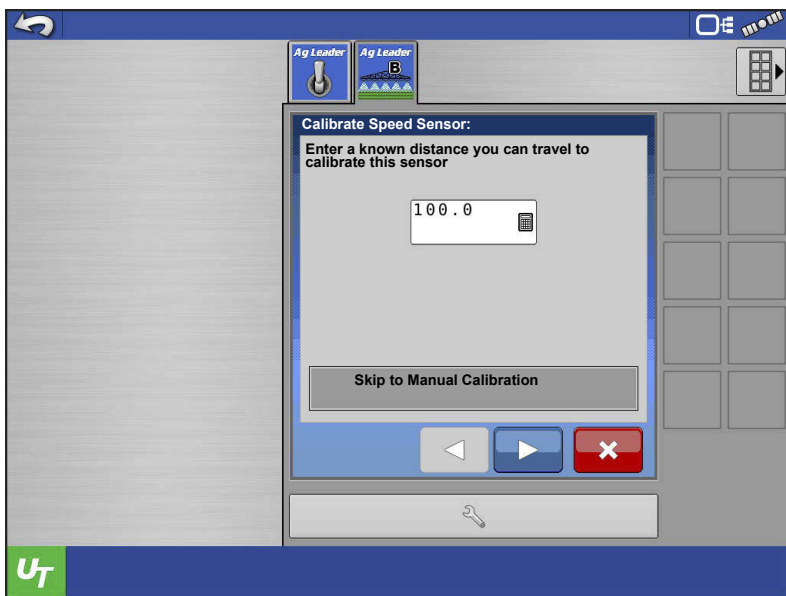 Ag Leader
Ag Leader
B
Calibrate Speed Sensor:
Enter a known distance you can travel to
calibrate this sensor
100.0
Skip to Manual Calibration
UT